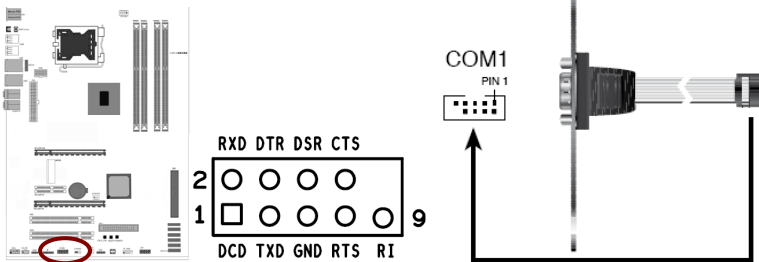 COM1
PIN 1
RXD DTR DSR CTS
2
1
9
DCD TXD GND RTS RI